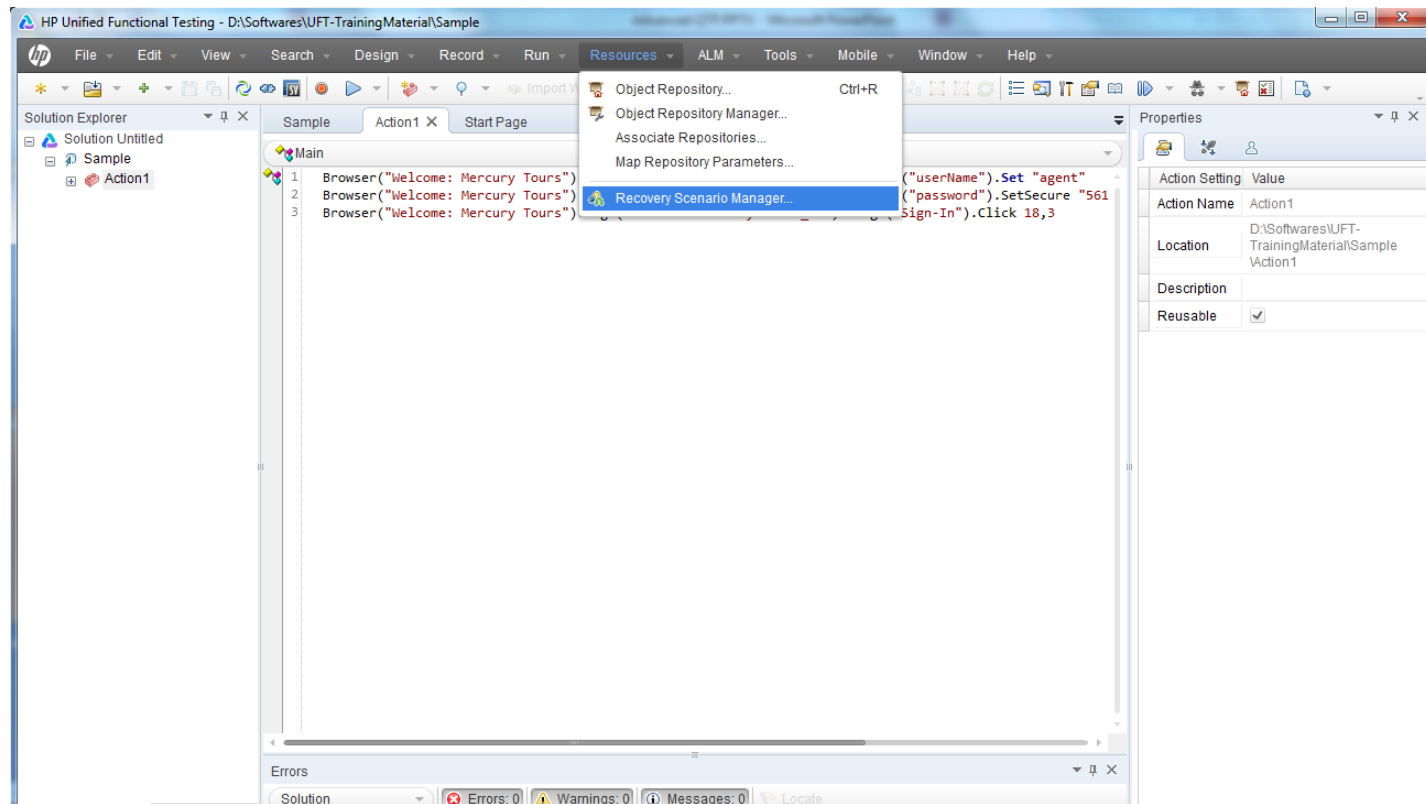 HP Unified Functional Testing - D:\Softwares\UFT-TrainingMaterial\Sample
hp File Edit View Search Design Record Run Resources ALM Tools Mobile Window Help
SV Import
Solution Explorer
Solution Untitled
Sample
Action1
Sample Action1 Start Page
Main
Object Repository... Ctrl+R
Object Repository Manager...
Associate Repositories...
Map Repository Parameters...
Recovery Scenario Manager...
1 Browser("Welcome: Mercury Tours") ("userName").Set "agent"
2 Browser("Welcome: Mercury Tours") ("password").SetSecure "561
3 Browser("Welcome: Mercury Tours") Sign-In").Click 18,3
Properties
Action Setting Value
Action Name Action1
Location D:\Softwares\UFT-
TrainingMaterial\Sample
\Action1
Description
Reusable
Errors
Solution Errors: 0 Warnings: 0 Messages: 0 Locate